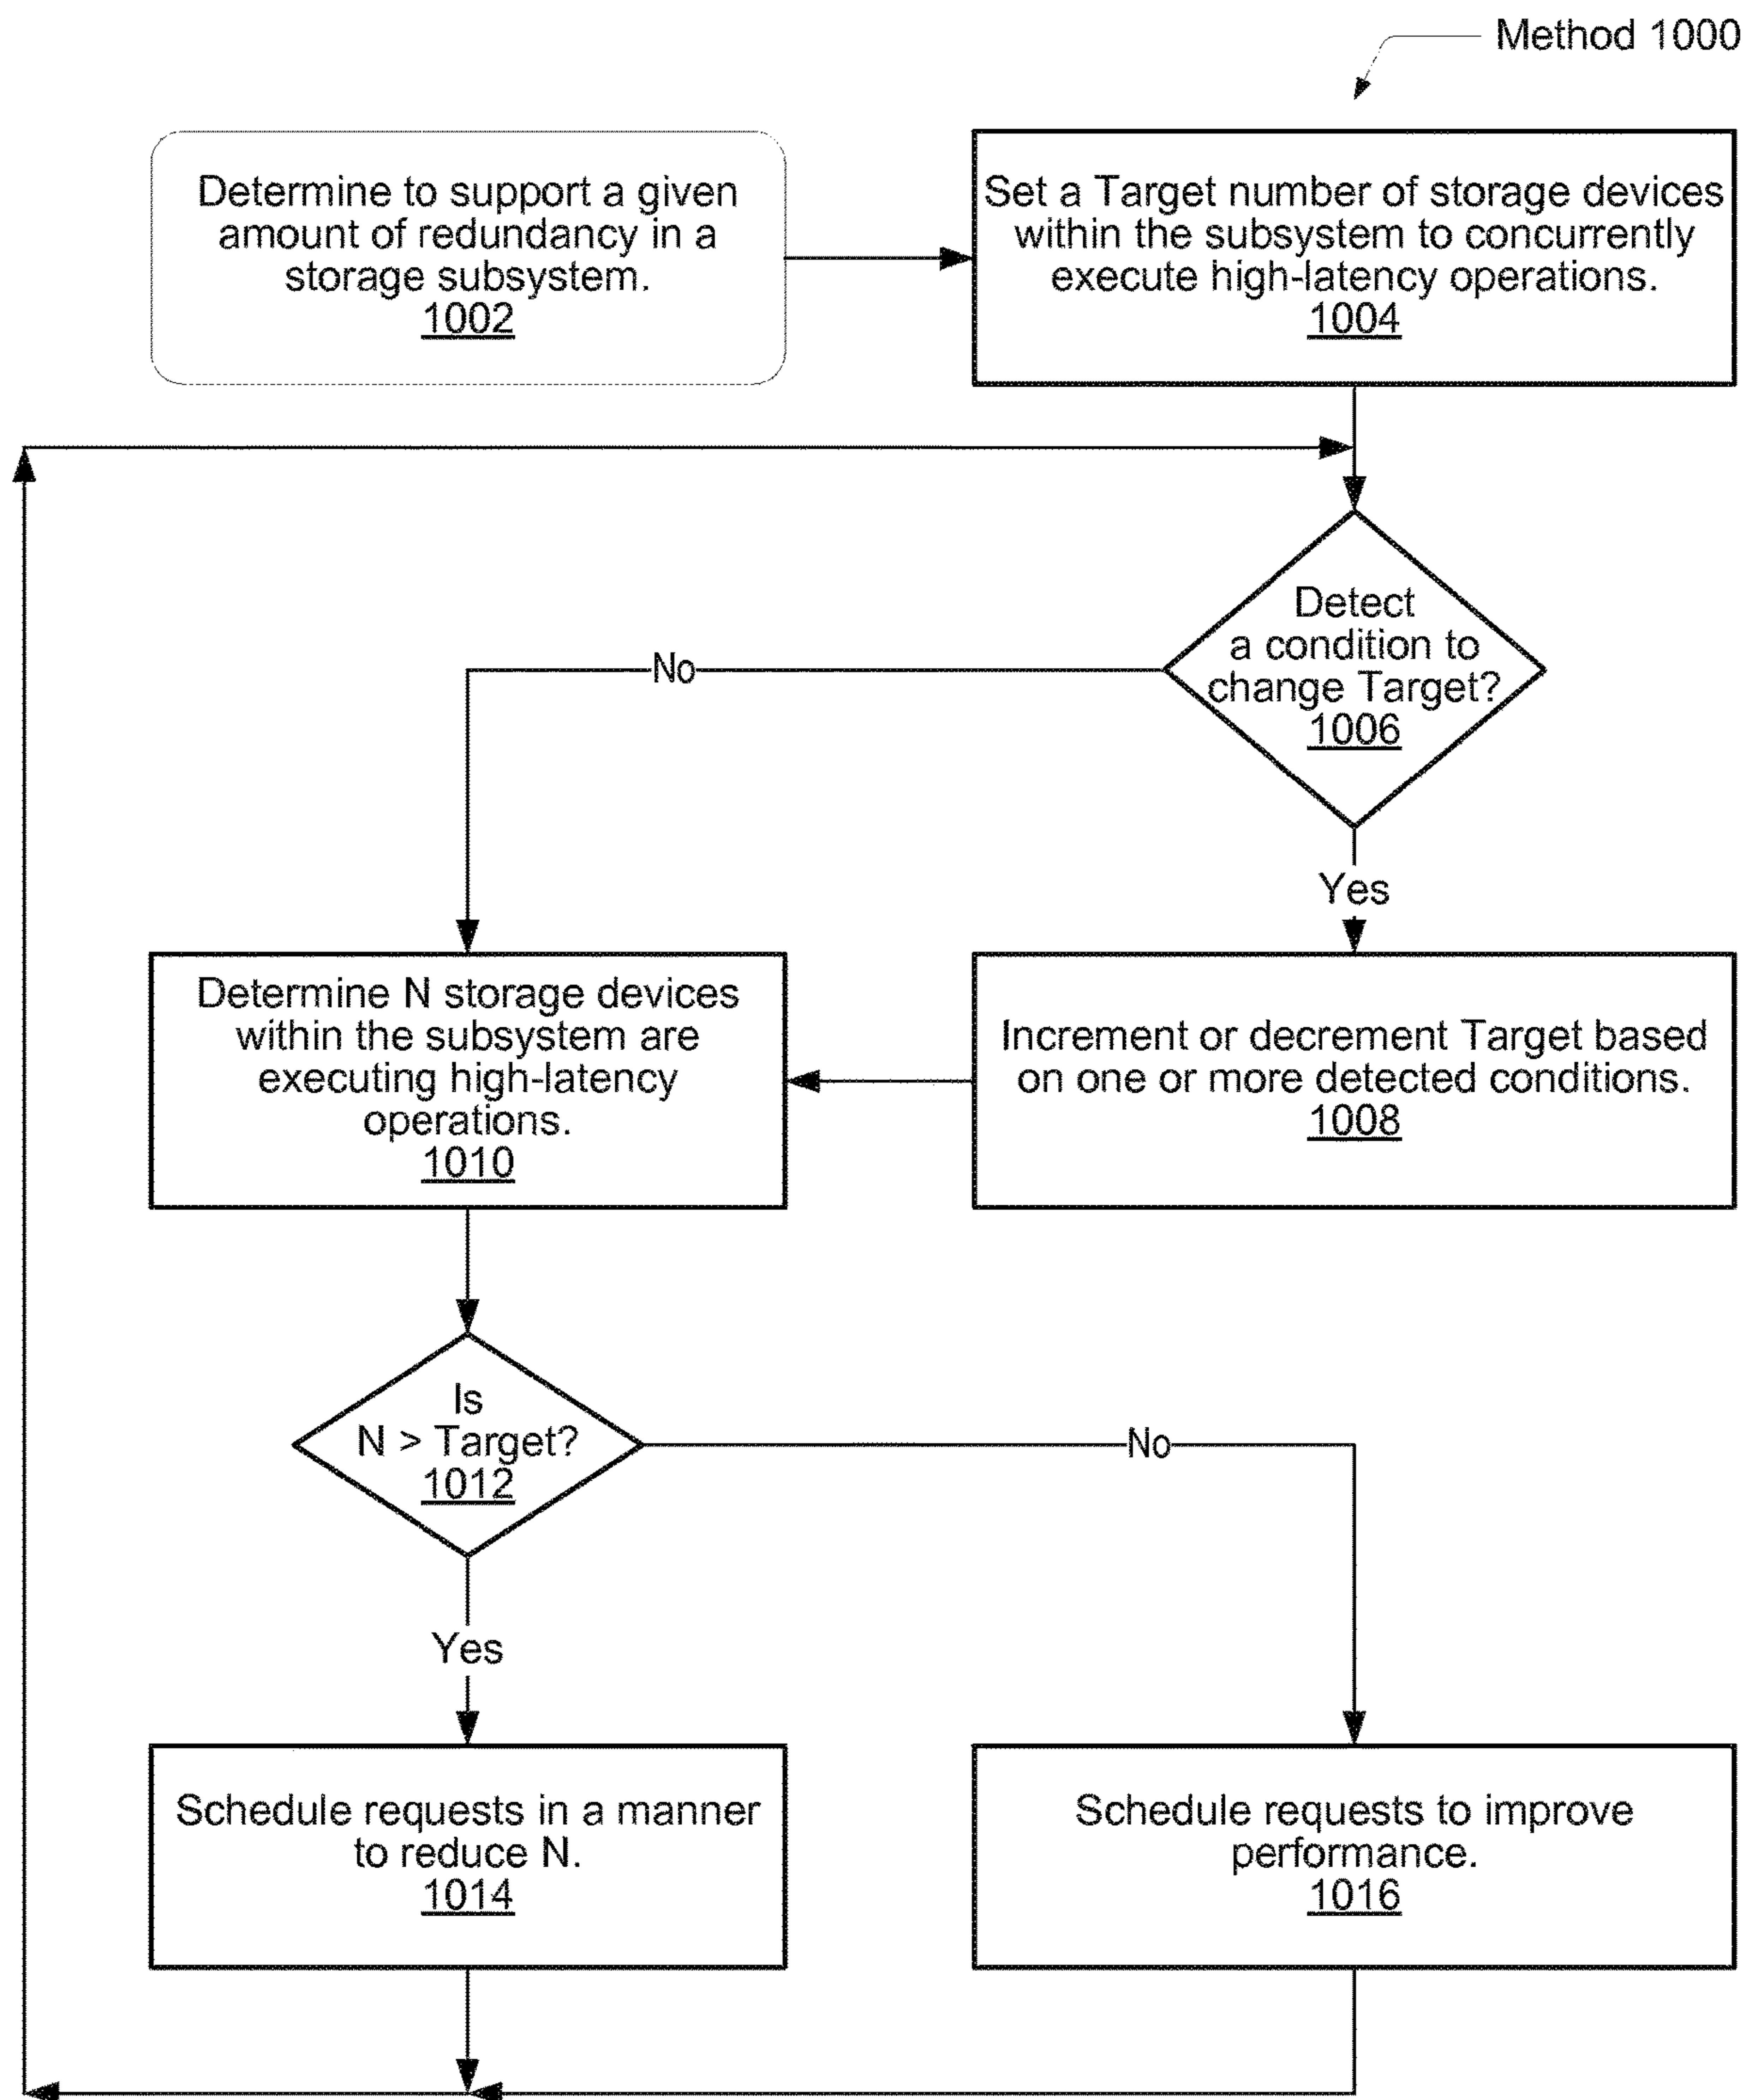 Method 1000
Determine to support a given
amount of redundancy in a
storage subsystem.
1002
Set a Target number of storage devices
within the subsystem to concurrently
execute high-latency operations.
1004
Detect
a condition to
change Target?
1006
No
Yes
Determine N storage devices
within the subsystem are
executing high-latency
operations.
1010
Increment or decrement Target based
on one or more detected conditions.
1008
Is
N > Target?
1012
No
Yes
Schedule requests in a manner
to reduce N.
1014
Schedule requests to improve
performance.
1016